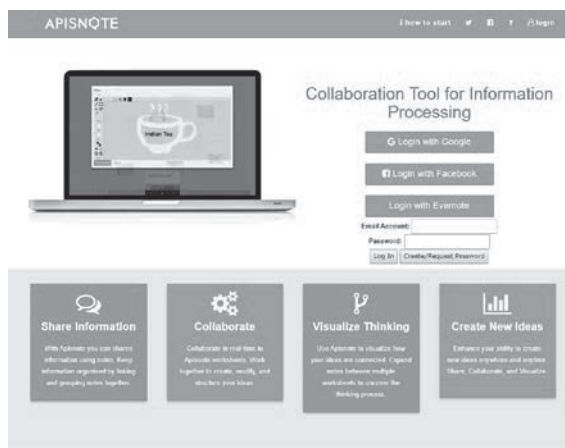 APISNOTE
how to start
login
Indian Tea
Collaboration Tool for Information
Processing
Login with Google
Login with Facebook
Login with Evernote
Email Account:
Password:
Log In Create/Request Password
Share Information
With Apisnote you can shares
information using notes. Keep
information organized by linking
and grouping notes together.
Collaborate
Collaborate in real-time in
Apisnote worksheets. Work
together to create, modify, and
structure your ideas.
Visualize Thinking
Use Apisnote to visualize how
your ideas are connected. Expand
notes between multiple
worksheets to uncover the
thinking process.
Create New Ideas
Enhance your ability to create
new ideas anywhere and anytime.
Share, Collaborate, and Visualize.